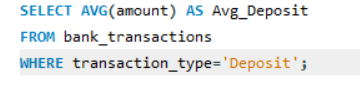 SELECT AVG(amount) AS Avg_Deposit
FROM bank_transactions
WHERE transaction_type='Deposit';